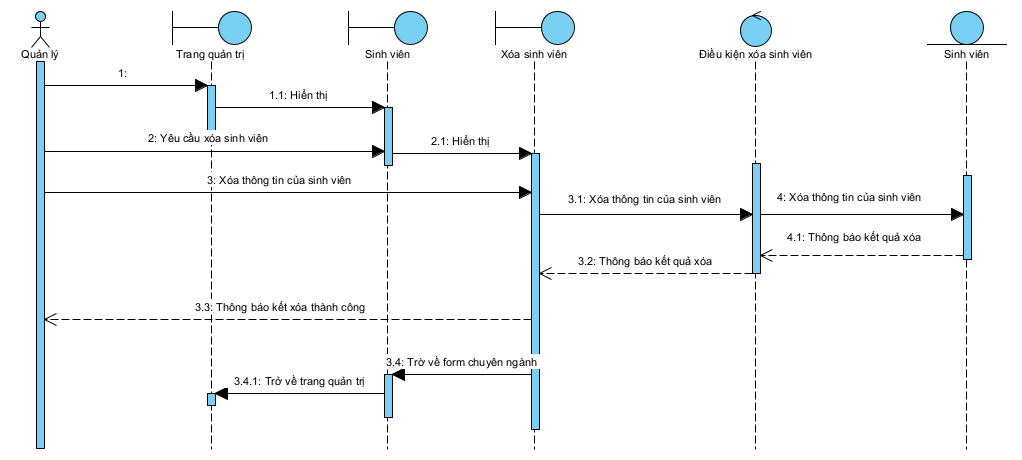 Quản lý
Trang quản trị
Sinh viên
Xóa sinh viên
Điều kiện xóa sinh viên
Sinh viên
1:
1.1: Hiển thị
2: Yêu cầu xóa sinh viên
2.1: Hiển thị
3: Xóa thông tin của sinh viên
3.1: Xóa thông tin của sinh viên
4: Xóa thông tin của sinh viên
4.1: Thông báo kết quả xóa
3.2: Thông báo kết quả xóa
3.3: Thông báo kết xóa thành công
3.4: Trờ về form chuyên ngành
3.4.1: Trở về trang quản trị